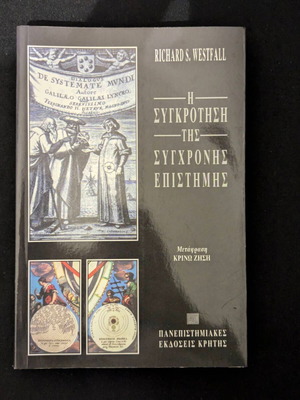 RICHARD S. WESTFALL
Η
ΣΥΓΚΡΟΤΗΣΗ
ΤΗΣ
ΣΥΓΧΡΟΝΗΣ
ΕΠΙΣΤΗΜΗΣ
Μετάφραση
ΚΡΙΝΩ ΖΗΣΗ
ΠΑΝΕΠΙΣΤΗΜΙΑΚΕΣ
ΕΚΔΟΣΕΙΣ ΚΡΗΤΗΣ
DE SYSTEMATE MUNDI